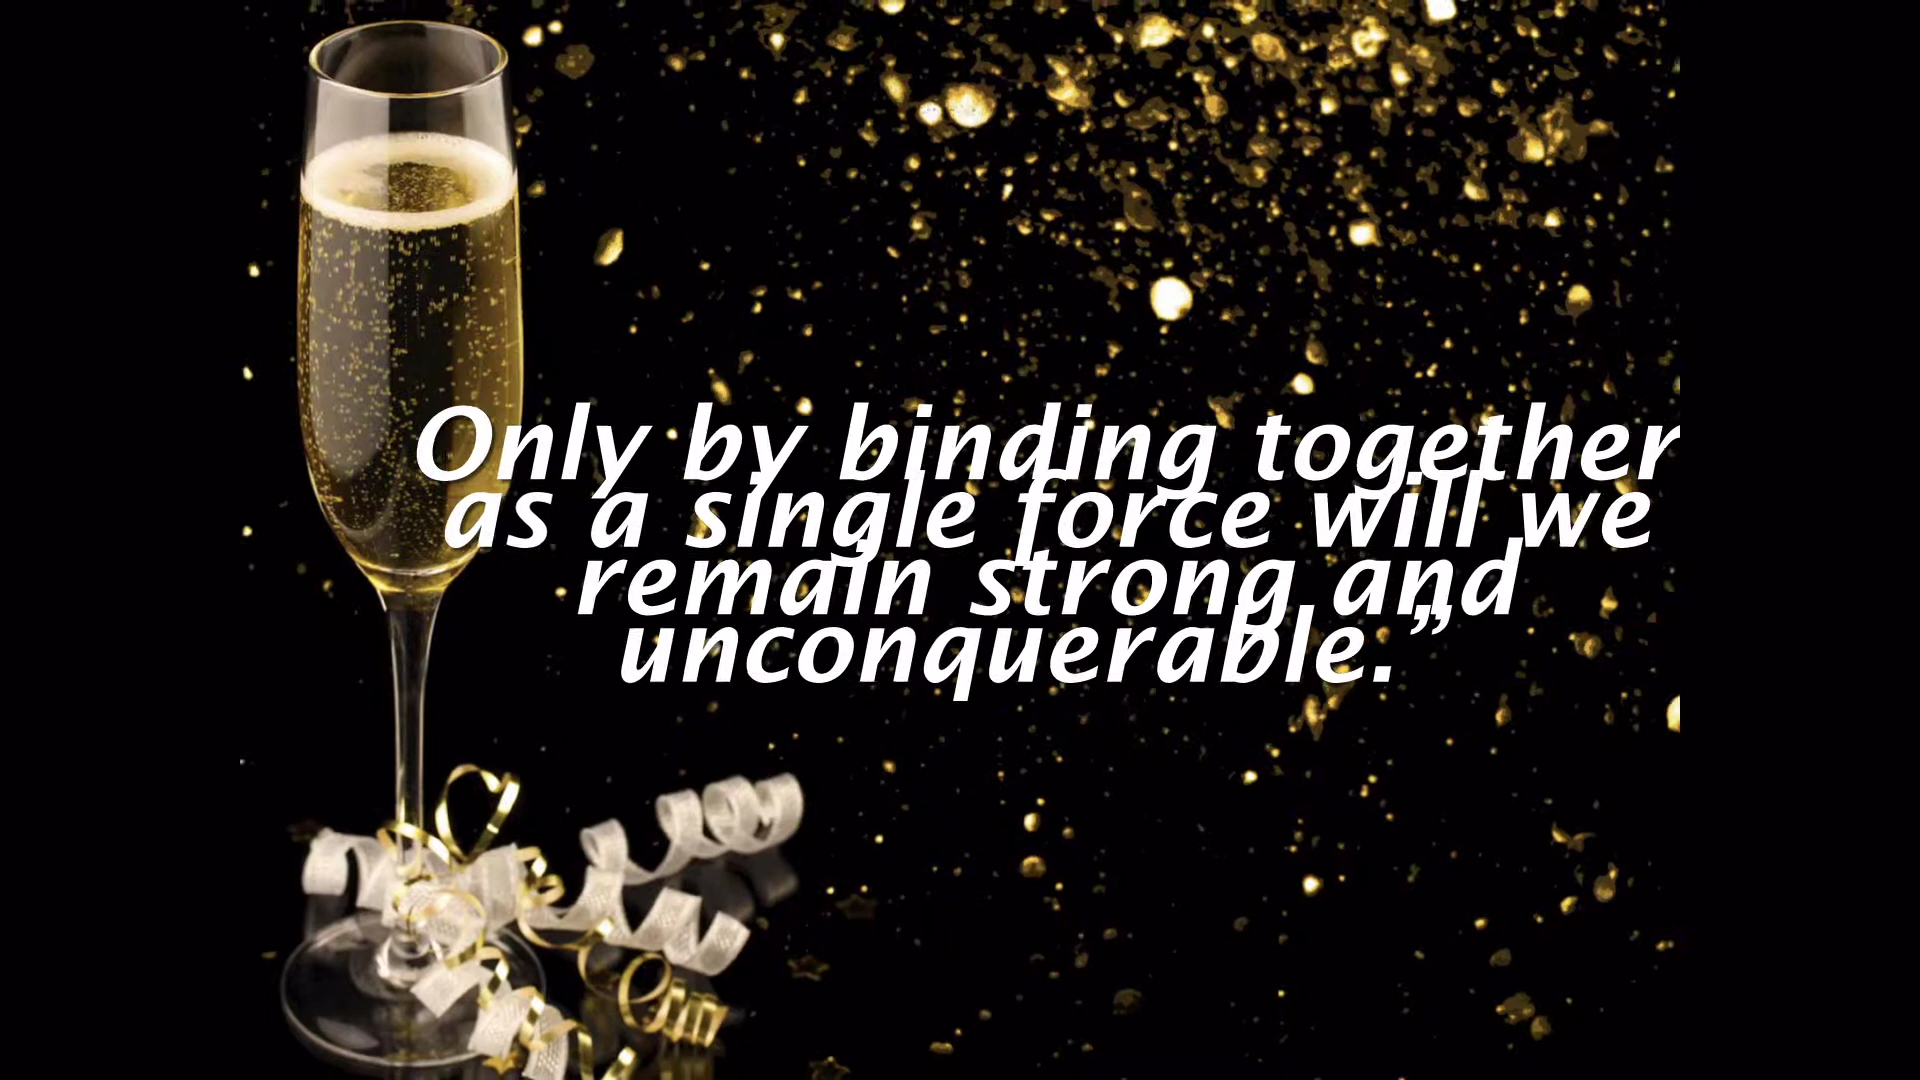 Only by binding together
as a single force will we
remain strong and
unconquerable.”